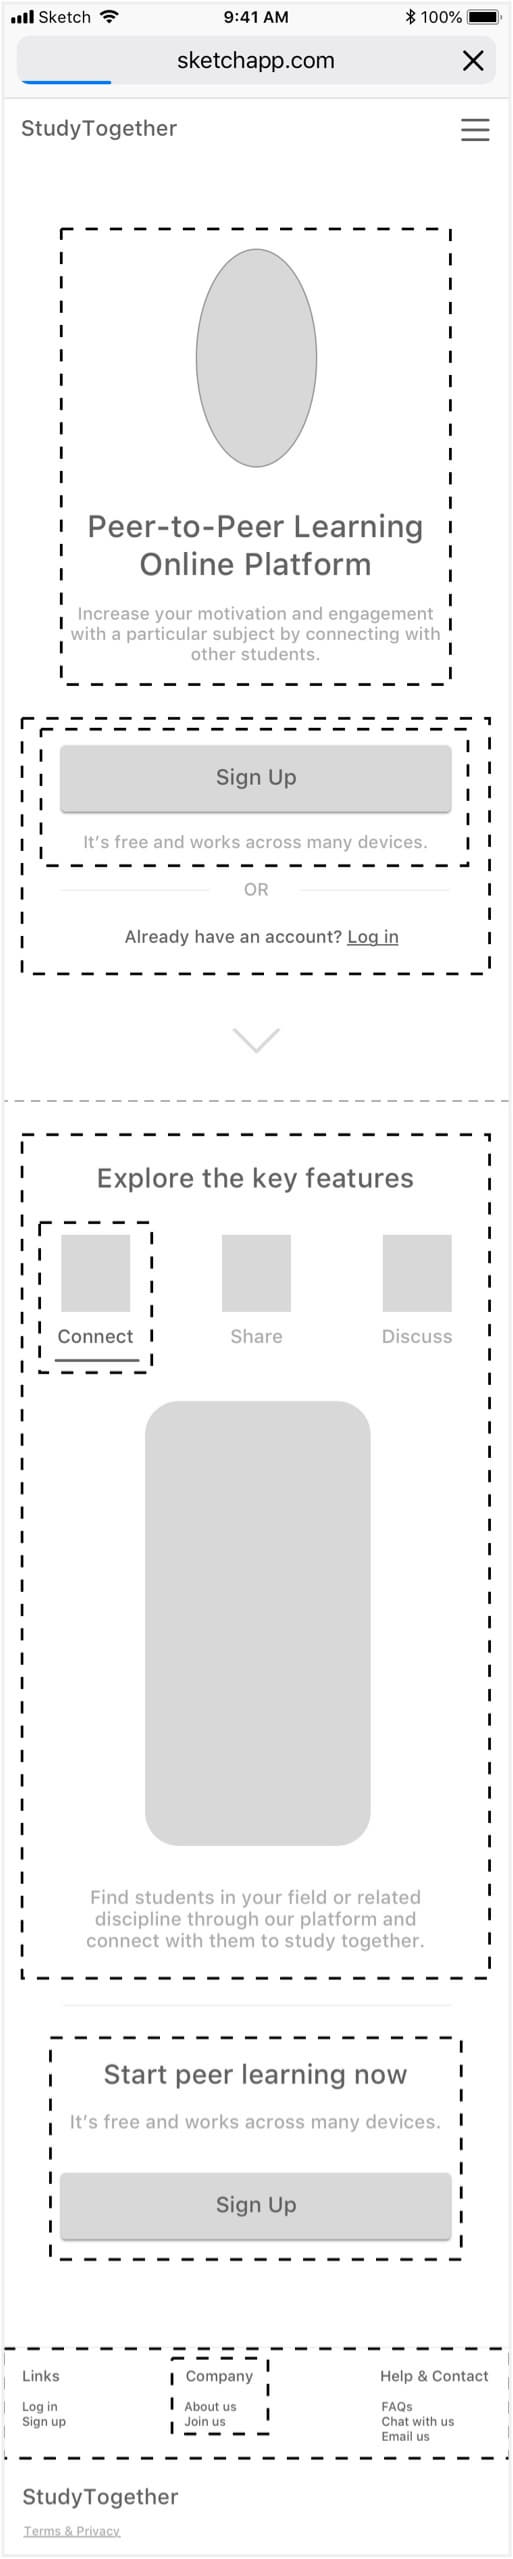 Sketch 9:41 AM 100%
sketchapp.com
StudyTogether
Peer-to-Peer Learning
Online Platform
Increase your motivation and engagement
with a particular subject by connecting with
other students.
Sign Up
It's free and works across many devices.
OR
Already have an account? Log in
Explore the key features
Connect Share Discuss
Find students in your field or related
discipline through our platform and
connect with them to study together.
Start peer learning now
It's free and works across many devices.
Sign Up
Links
Log in
Sign up
Company
About us
Join us
Help & Contact
FAQs
Chat with us
Email us
StudyTogether
Terms & Privacy